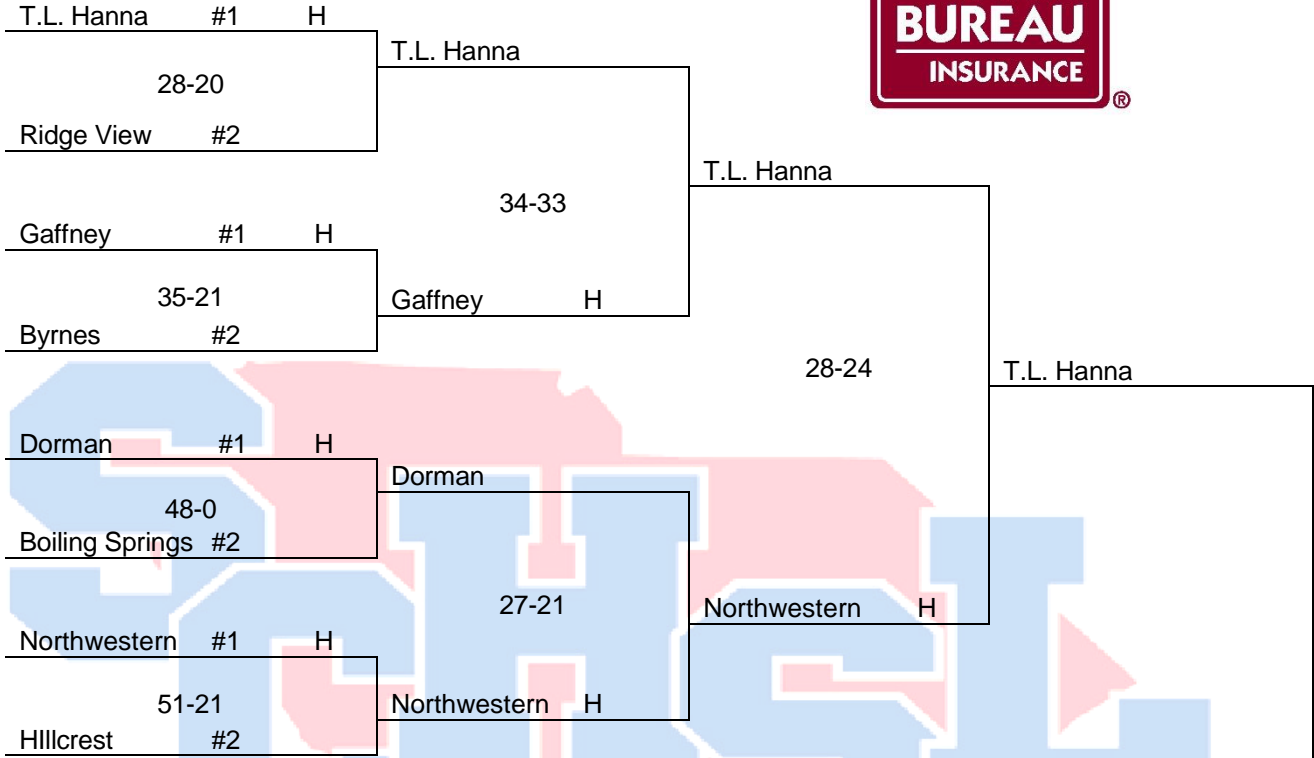 T.L. Hanna #1 H
BUREAU
INSURANCE
®
T.L. Hanna
28-20
Ridge View #2
T.L. Hanna
34-33
Gaffney #1 H
35-21
Gaffney H
Byrnes #2
28-24
T.L. Hanna
Dorman #1 H
Dorman
48-0
Boiling Springs #2
27-21
Northwestern H
Northwestern #1 H
51-21
Northwestern H
HIllcrest #2
SCHSL